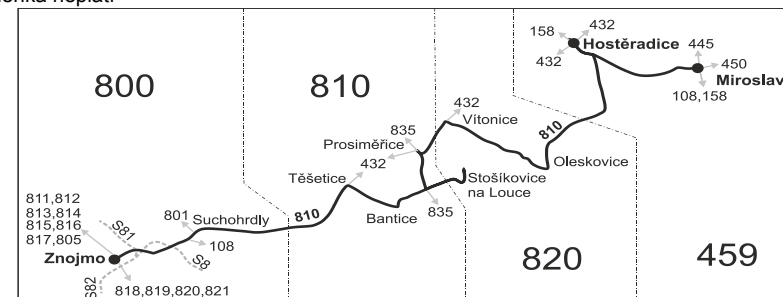 800
810
158
432
Hostěradice
432
445
450
Miroslav
108,158
432
Vítonice
835
Prosiměřice
432
Těšetice
810
Oleskovice
Stošíkovice
na Louce
835
Bantice
810
811,812
813,814
815,816
817,805
S81
801
Suchohrdly
108
S8
Znojmo
S82
818,819,820,821
820
459